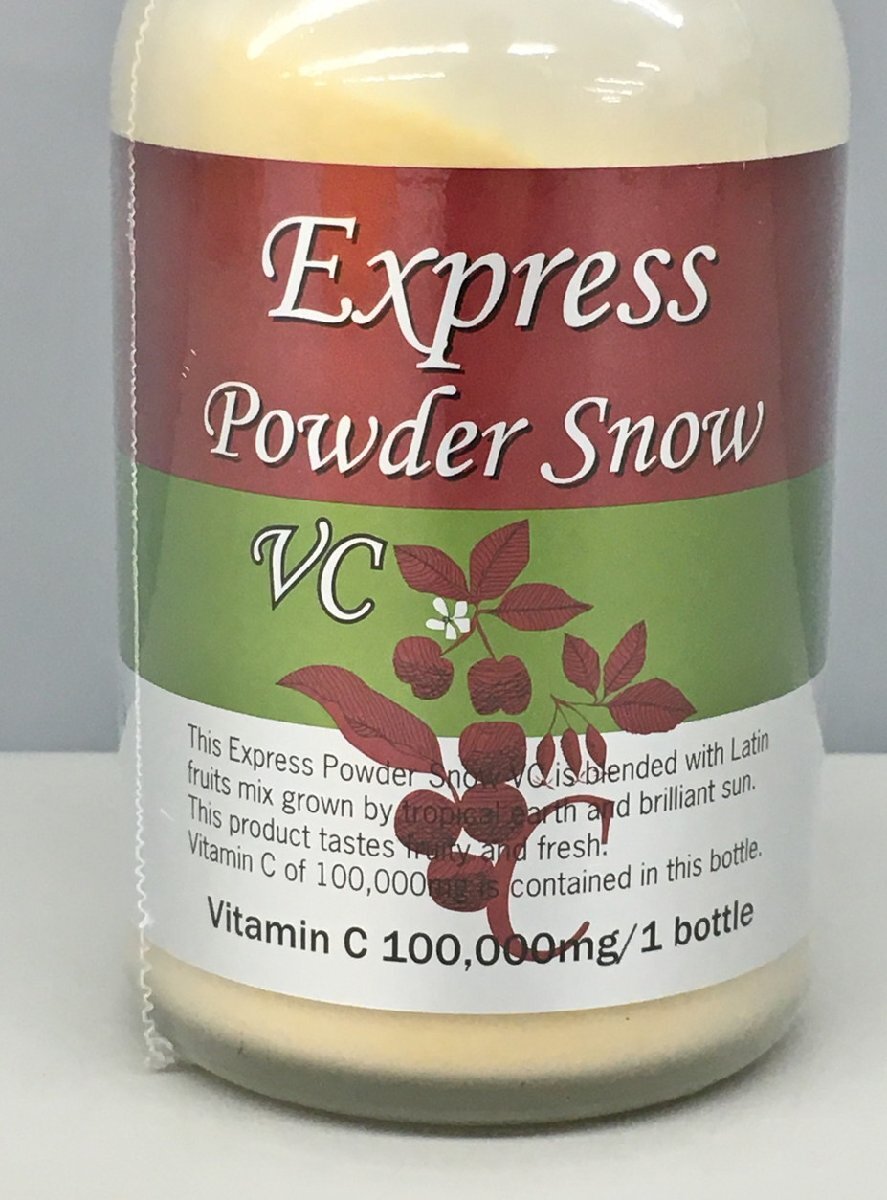 Express
Powder Snow
VC
This Express Powder Snow VC is blended with Latin
fruits mix grown by tropical earth and brilliant sun.
This product tastes fruity and fresh.
Vitamin C of 100,000mg is contained in this bottle.
C
Vitamin C 100,000mg/1 bottle